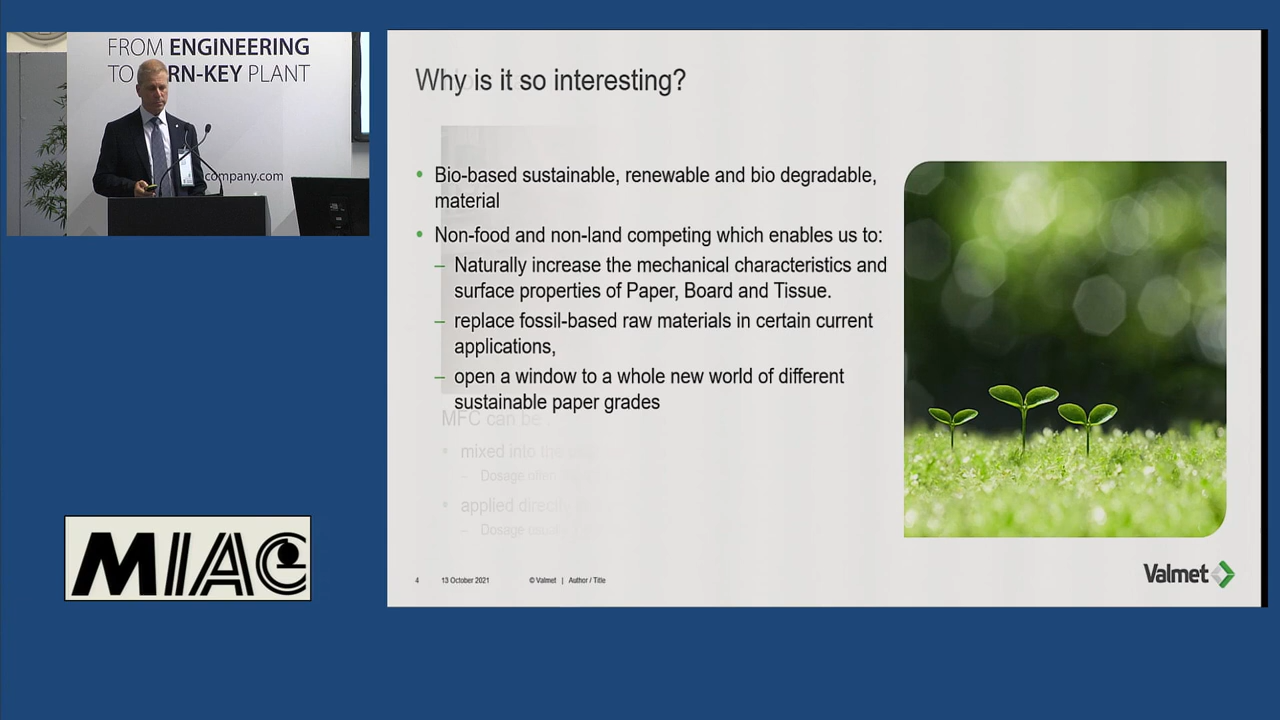 FROM ENGINEERING
TO RN-KEY PLANT
company.com
Why is it so interesting?
• Bio-based sustainable, renewable and bio degradable,
material
• Non-food and non-land competing which enables us to:
– Naturally increase the mechanical characteristics and
surface properties of Paper, Board and Tissue.
– replace fossil-based raw materials in certain current
applications,
– open a window to a whole new world of different
sustainable paper grades
MFC can be
• mixed into the
– Dosage often
• applied directly
– Dosage
4 13 October 2021 © Valmet | Author / Title
Valmet
MIAC